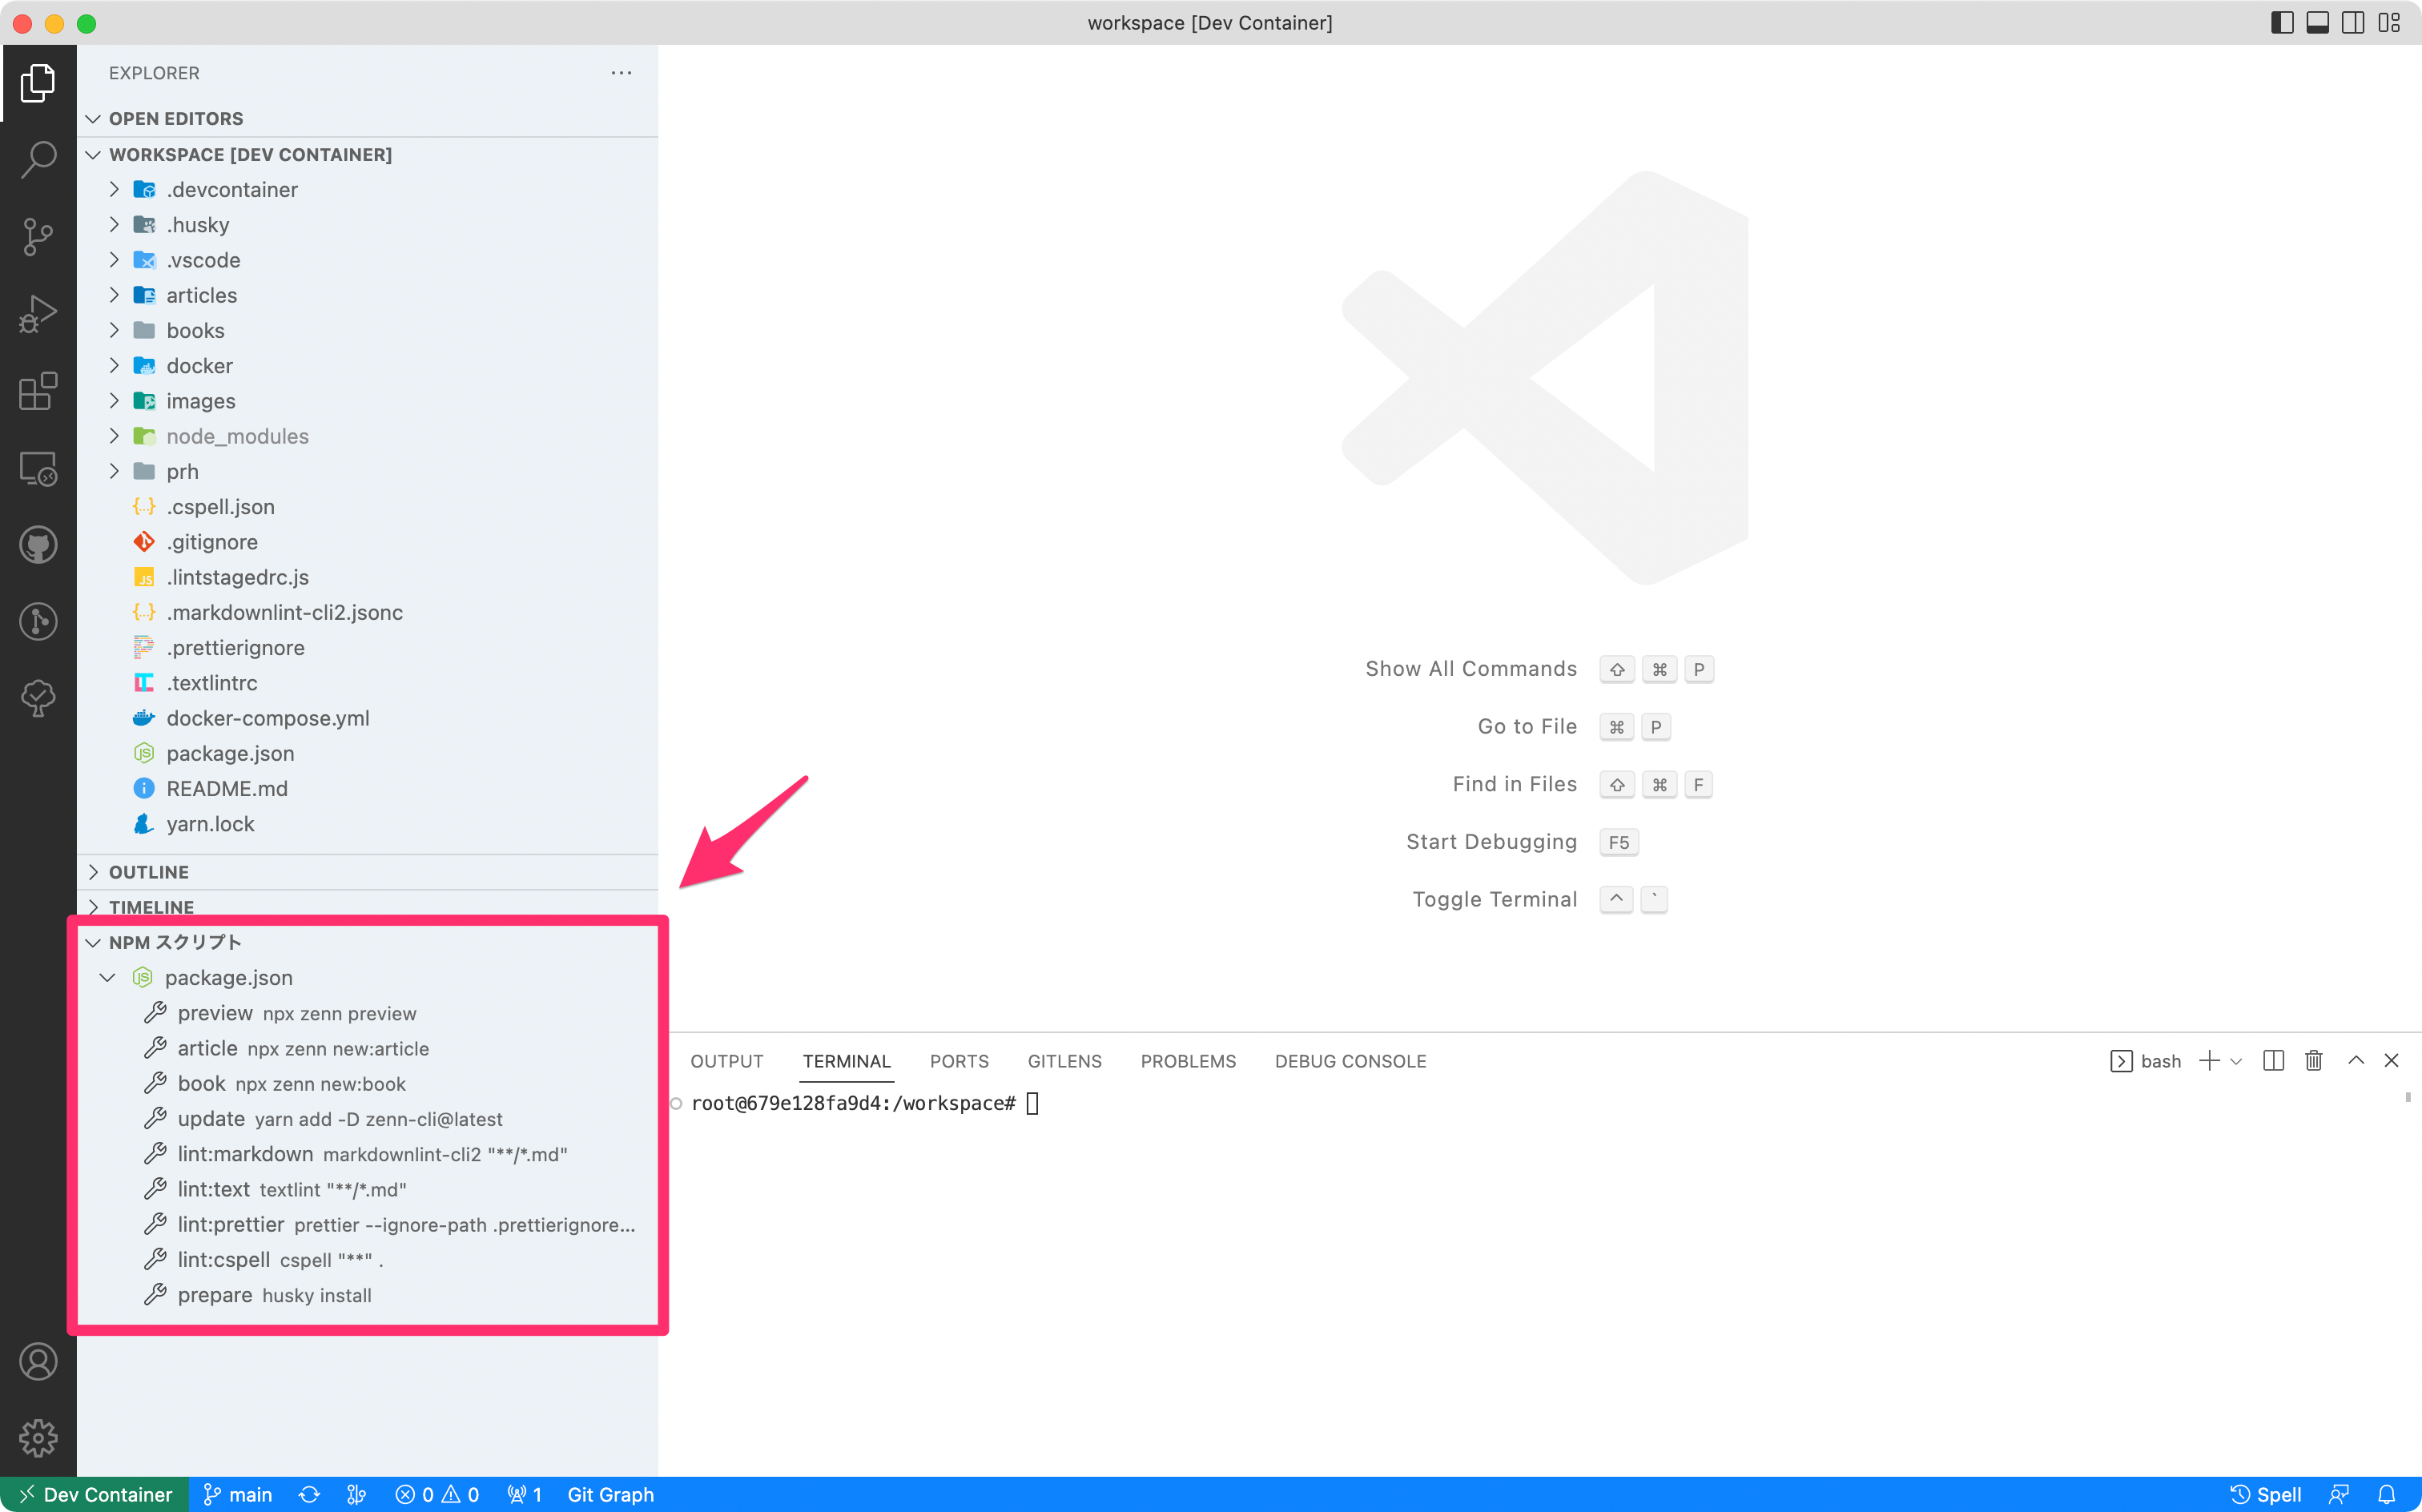 workspace [Dev Container]
EXPLORER
OPEN EDITORS
WORKSPACE [DEV CONTAINER]
.devcontainer
.husky
.vscode
articles
books
docker
images
node_modules
prh
.cspell.json
.gitignore
.lintstagedrc.js
.markdownlint-cli2.jsonc
.prettierignore
.textlintrc
docker-compose.yml
package.json
README.md
yarn.lock
OUTLINE
TIMELINE
NPM スクリプト
package.json
preview npx zenn preview
article npx zenn new:article
book npx zenn new:book
update yarn add -D zenn-cli@latest
lint:markdown markdownlint-cli2 "**/*.md"
lint:text textlint "**/*.md"
lint:prettier prettier --ignore-path .prettierignore...
lint:cspell cspell "**" .
prepare husky install
Show All Commands ⇧ ⌘ P
Go to File ⌘ P
Find in Files ⇧ ⌘ F
Start Debugging F5
Toggle Terminal ^ `
OUTPUT TERMINAL PORTS GITLENS PROBLEMS DEBUG CONSOLE bash
root@679e128fa9d4:/workspace#
Dev Container main 0 0 1 Git Graph Spell